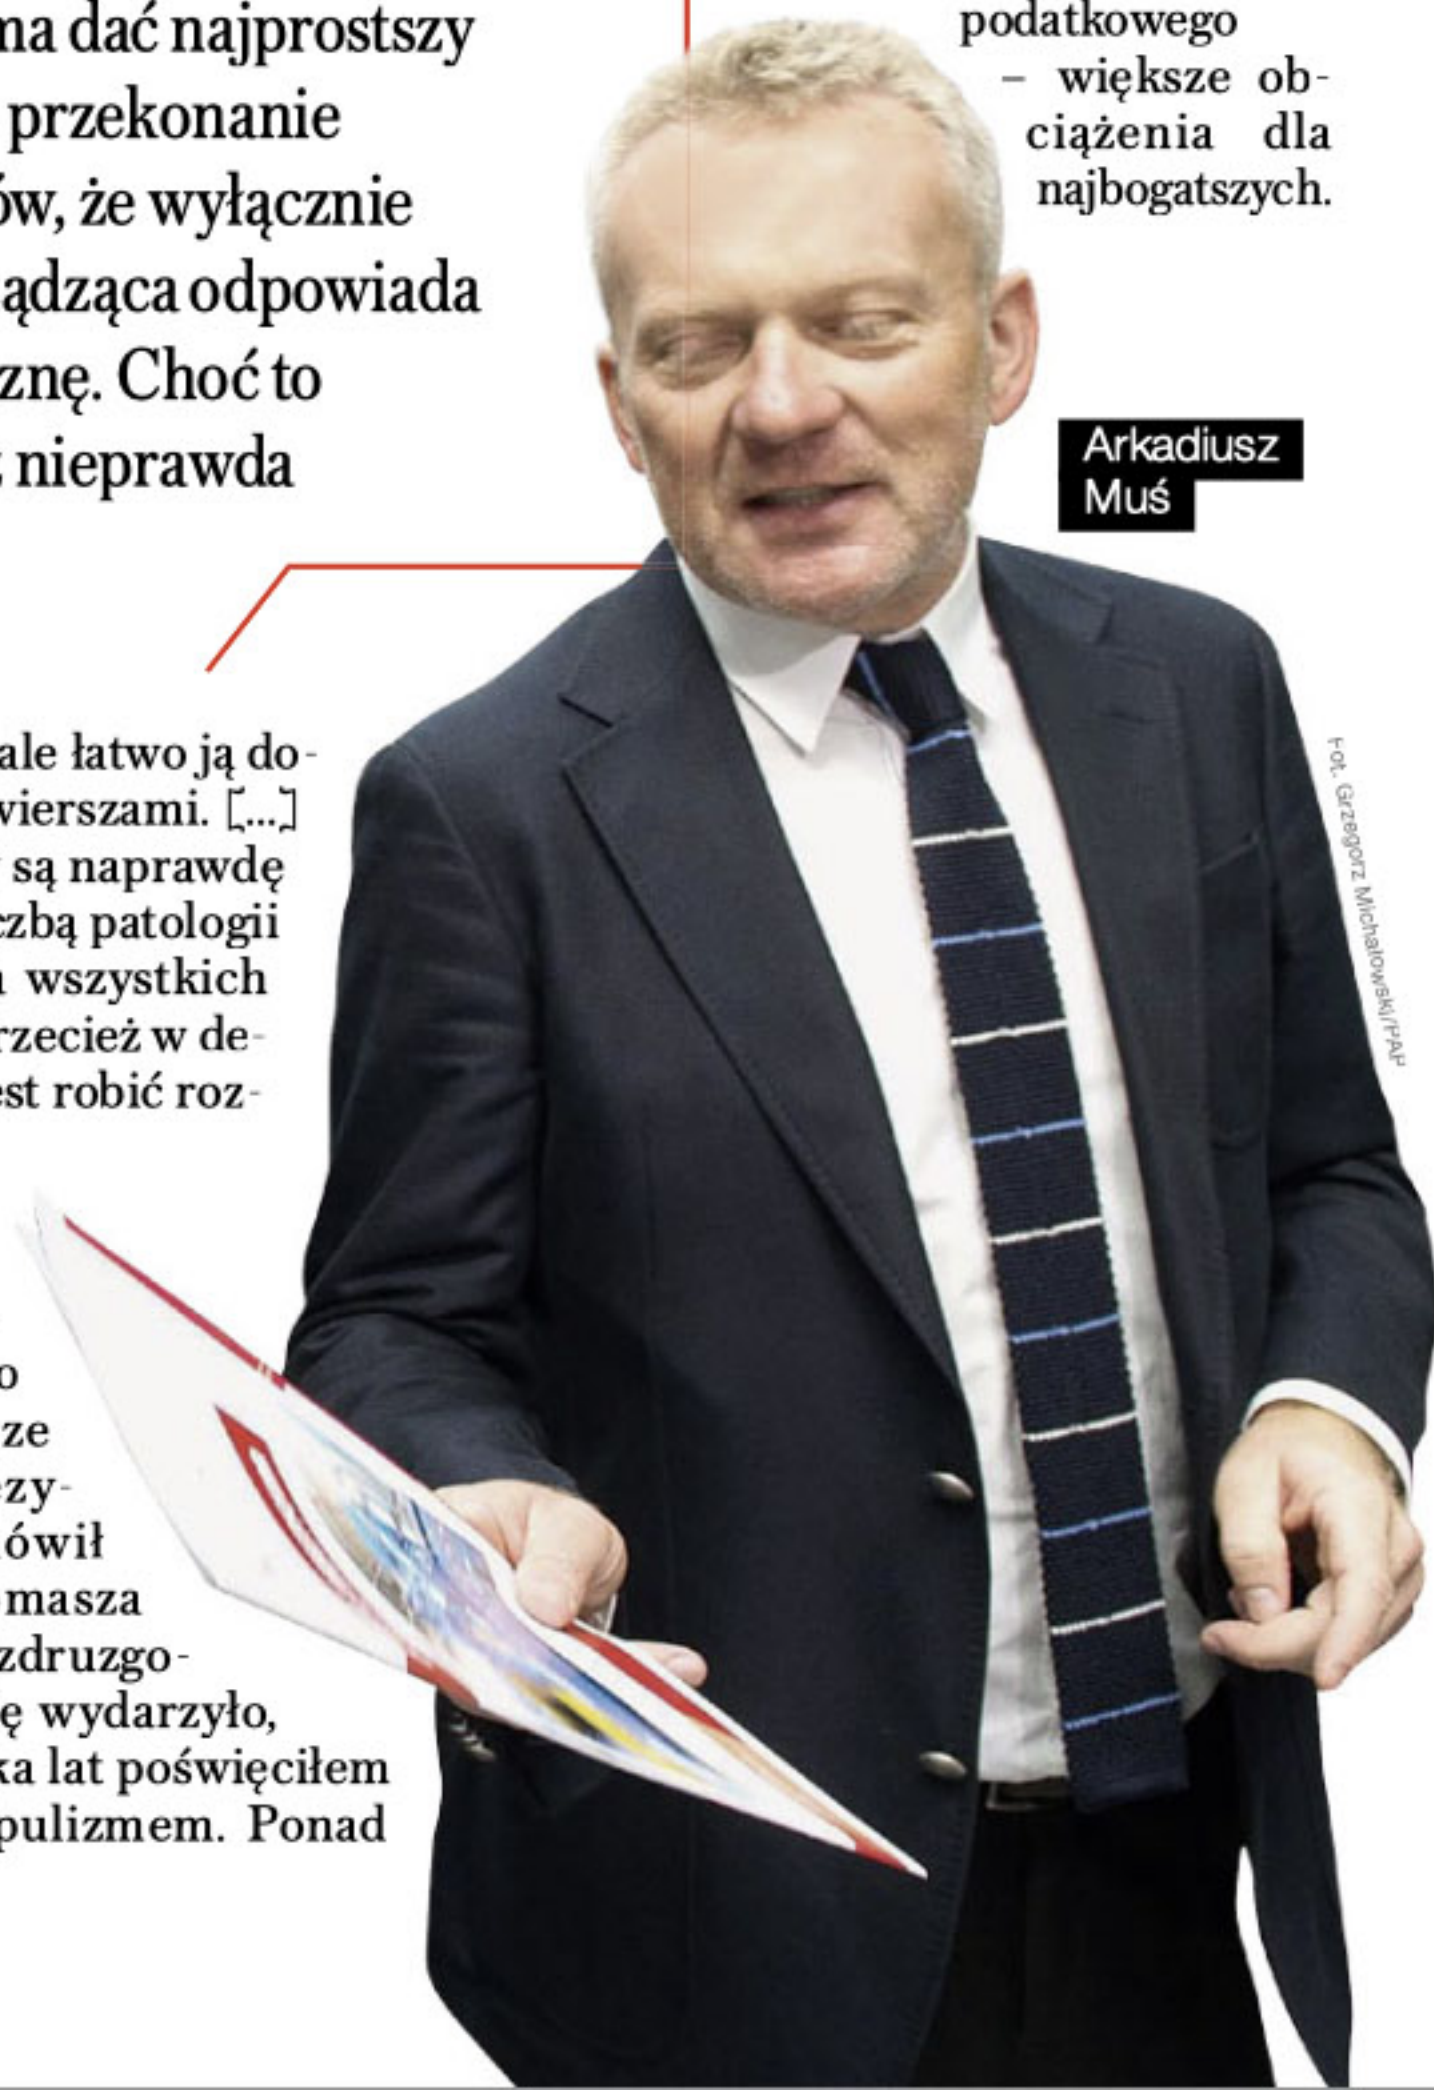 ma dać najprostszy
przekonanie
ów, że wyłącznie
ądząca odpowiada
znę. Choć to
nieprawda
podatkowego
– większe ob-
ciążenia dla
najbogatszych.
Arkadiusz
Muś
Fot. Grzegorz Michałowski/PAP
ale łatwo ją do-
wierszami. [...]
są naprawdę
czbą patologii
wszystkich
rzecież w de-
est robić roz-
o
ze
ezy-
ówił
masza
zdruzgo-
ę wydarzyło,
ka lat poświęciłem
pulizmem. Ponad